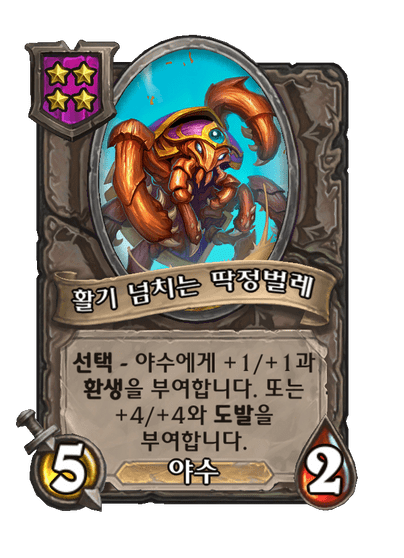 활기 넘치는 딱정벌레
선택 - 야수에게 +1/+1과
환생을 부여합니다. 또는
+4/+4와 도발을
부여합니다.
5
야수
2